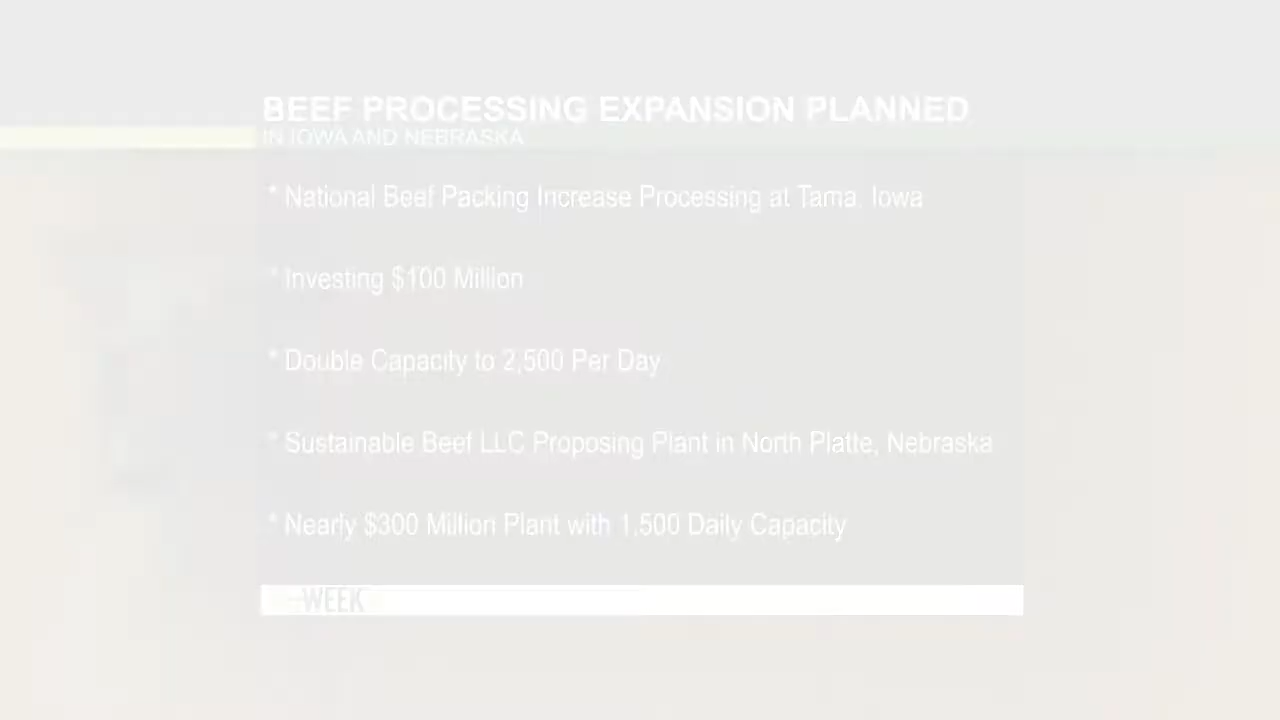 BEEF PROCESSING EXPANSION PLANNED
IN IOWA AND NEBRASKA
* National Beef Packing Increase Processing at Tama, Iowa
* Investing $100 Million
* Double Capacity to 2,500 Per Day
* Sustainable Beef LLC Proposing Plant in North Platte, Nebraska
* Nearly $300 Million Plant with 1,500 Daily Capacity
WEEK